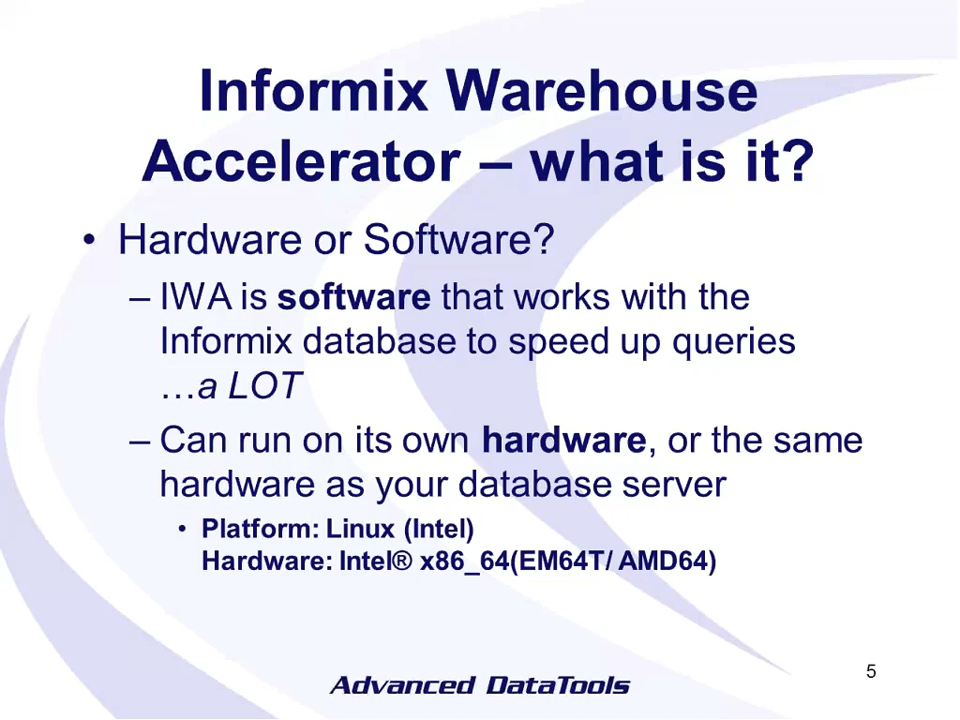 Informix Warehouse
Accelerator – what is it?
• Hardware or Software?
– IWA is software that works with the
Informix database to speed up queries
…a LOT
– Can run on its own hardware, or the same
hardware as your database server
• Platform: Linux (Intel)
Hardware: Intel® x86_64(EM64T/ AMD64)
5
Advanced DataTools